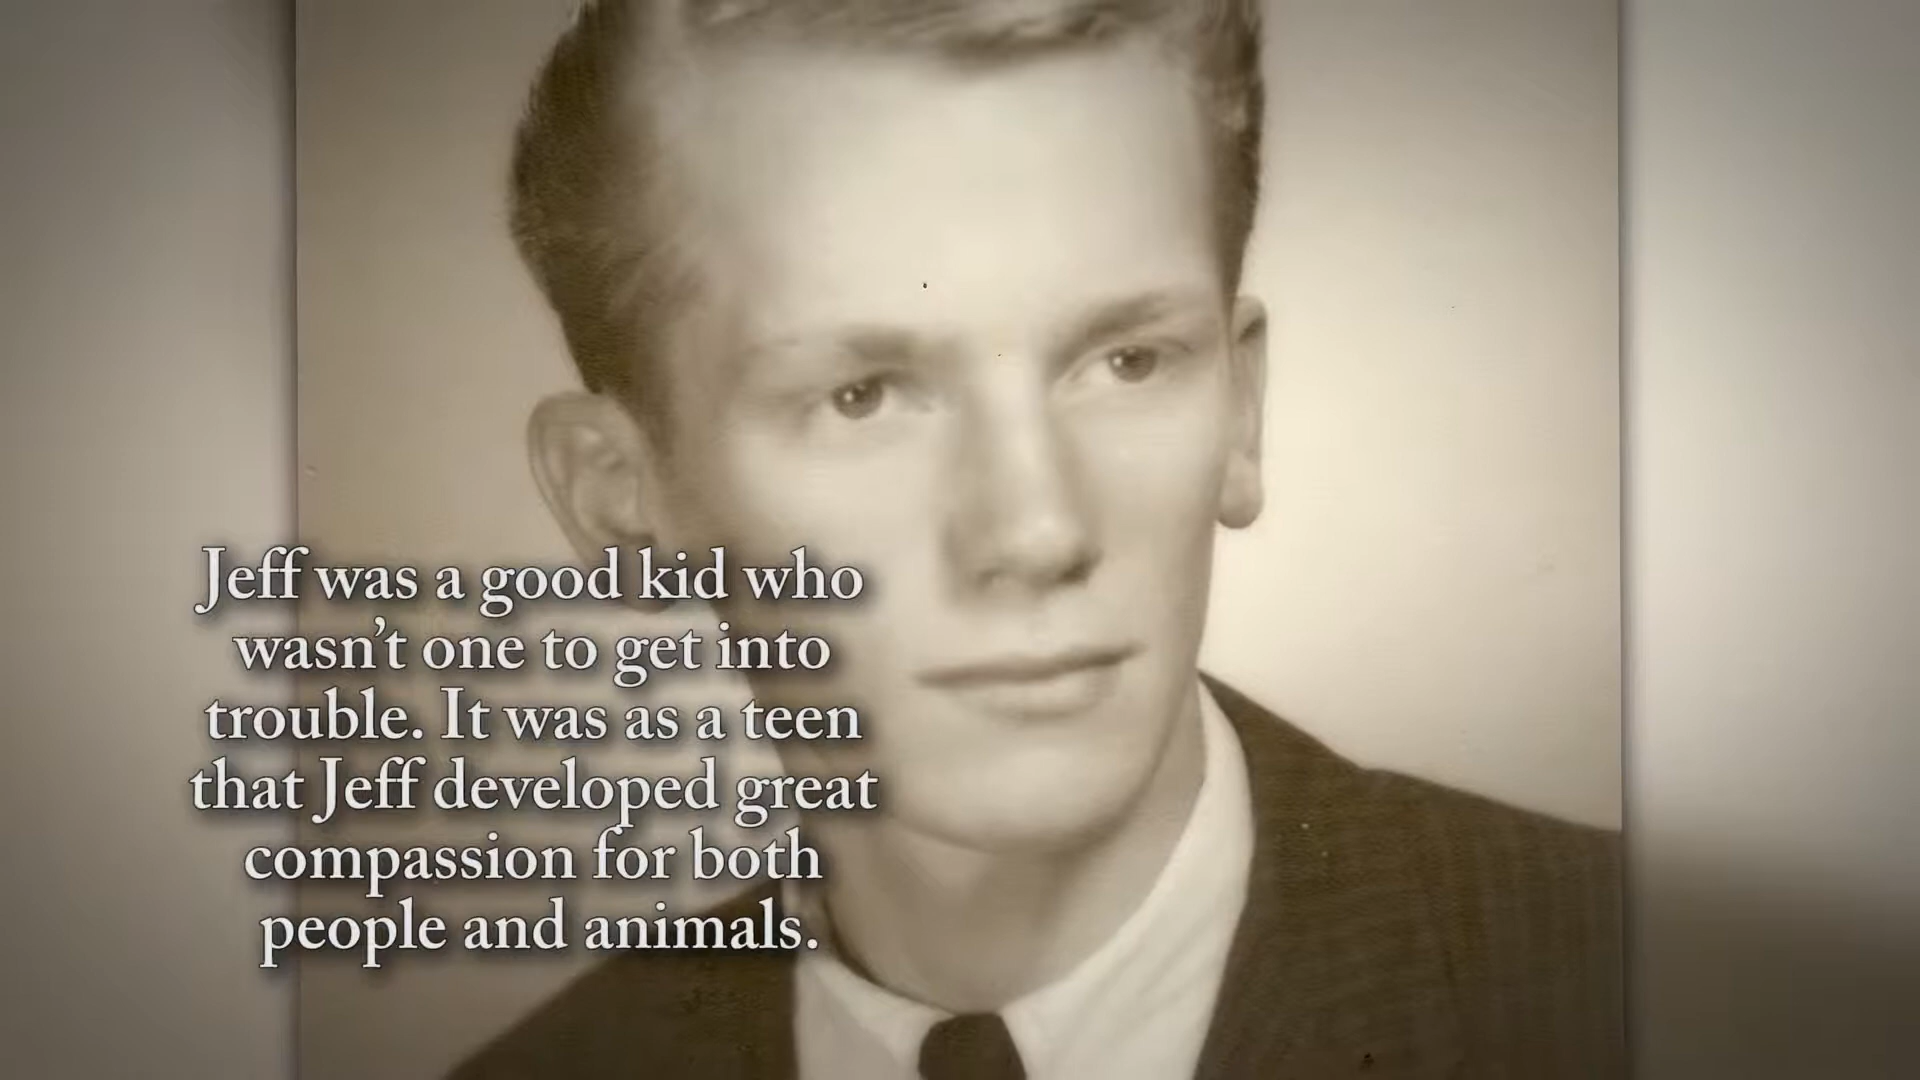 Jeff was a good kid who
wasn’t one to get into
trouble. It was as a teen
that Jeff developed great
compassion for both
people and animals.